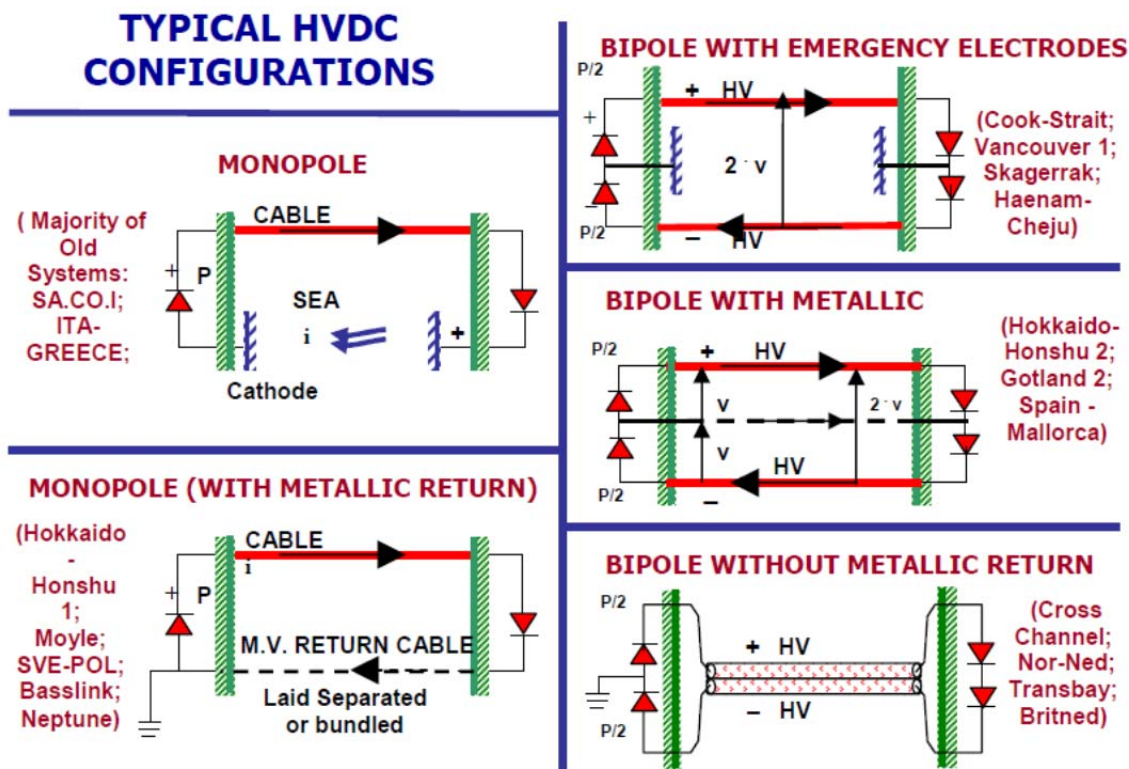 TYPICAL HVDC
CONFIGURATIONS
MONOPOLE
( Majority of
Old
Systems:
SA.CO.I;
ITA-
GREECE;
CABLE
+
P
SEA
i
+
Cathode
MONOPOLE (WITH METALLIC RETURN)
(Hokkaido
-
Honshu
1;
Moyle;
SVE-POL;
Basslink;
Neptune)
CABLE
i
+
P
M.V. RETURN CABLE
Laid Separated
or bundled
BIPOLE WITH EMERGENCY ELECTRODES
P/2
+ HV
+
2 · v
–
P/2
– HV
(Cook-Strait;
Vancouver 1;
Skagerrak;
Haenam-
Cheju)
BIPOLE WITH METALLIC
P/2
+ HV
v
2 · v
v
HV
P/2
–
(Hokkaido-
Honshu 2;
Gotland 2;
Spain -
Mallorca)
BIPOLE WITHOUT METALLIC RETURN
P/2
+ HV
– HV
P/2
(Cross
Channel;
Nor-Ned;
Transbay;
Britned)